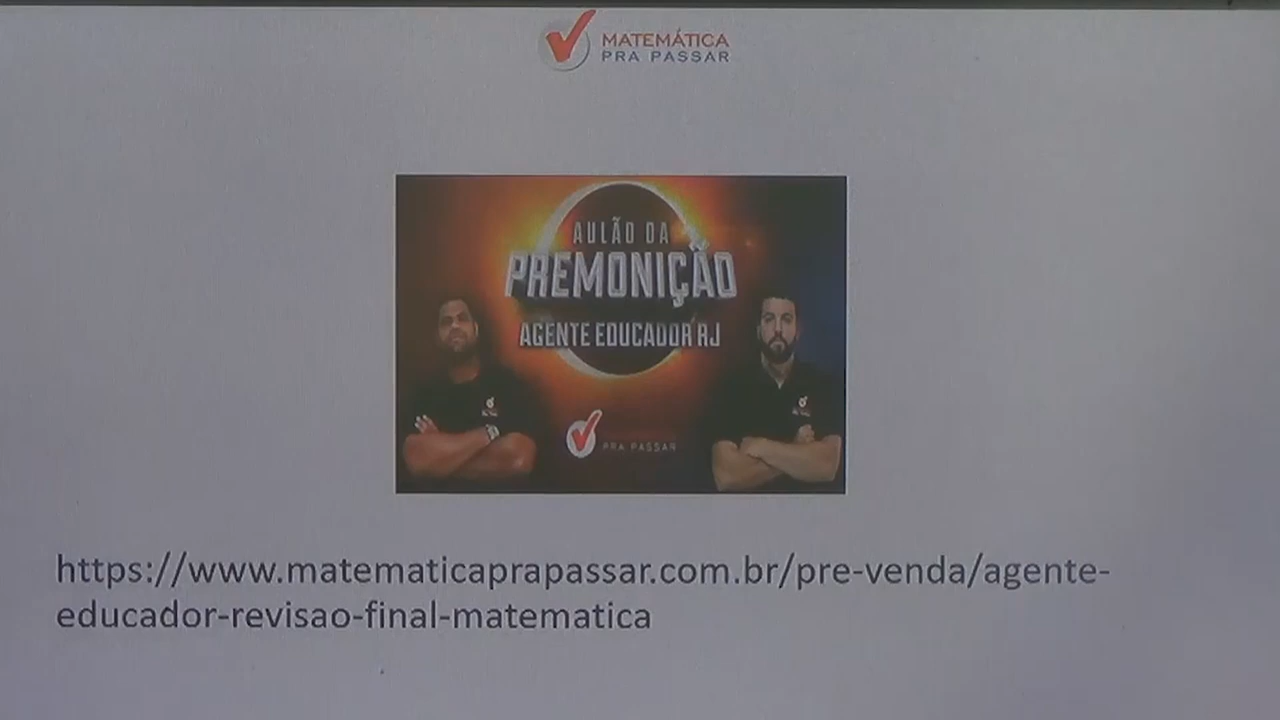 MATEMÁTICA
PRA PASSAR
AULÃO DA
PREMONIÇÃO
AGENTE EDUCADOR RJ
PRA PASSAR
https://www.matematicaprapassar.com.br/pre-venda/agente-
educador-revisao-final-matematica